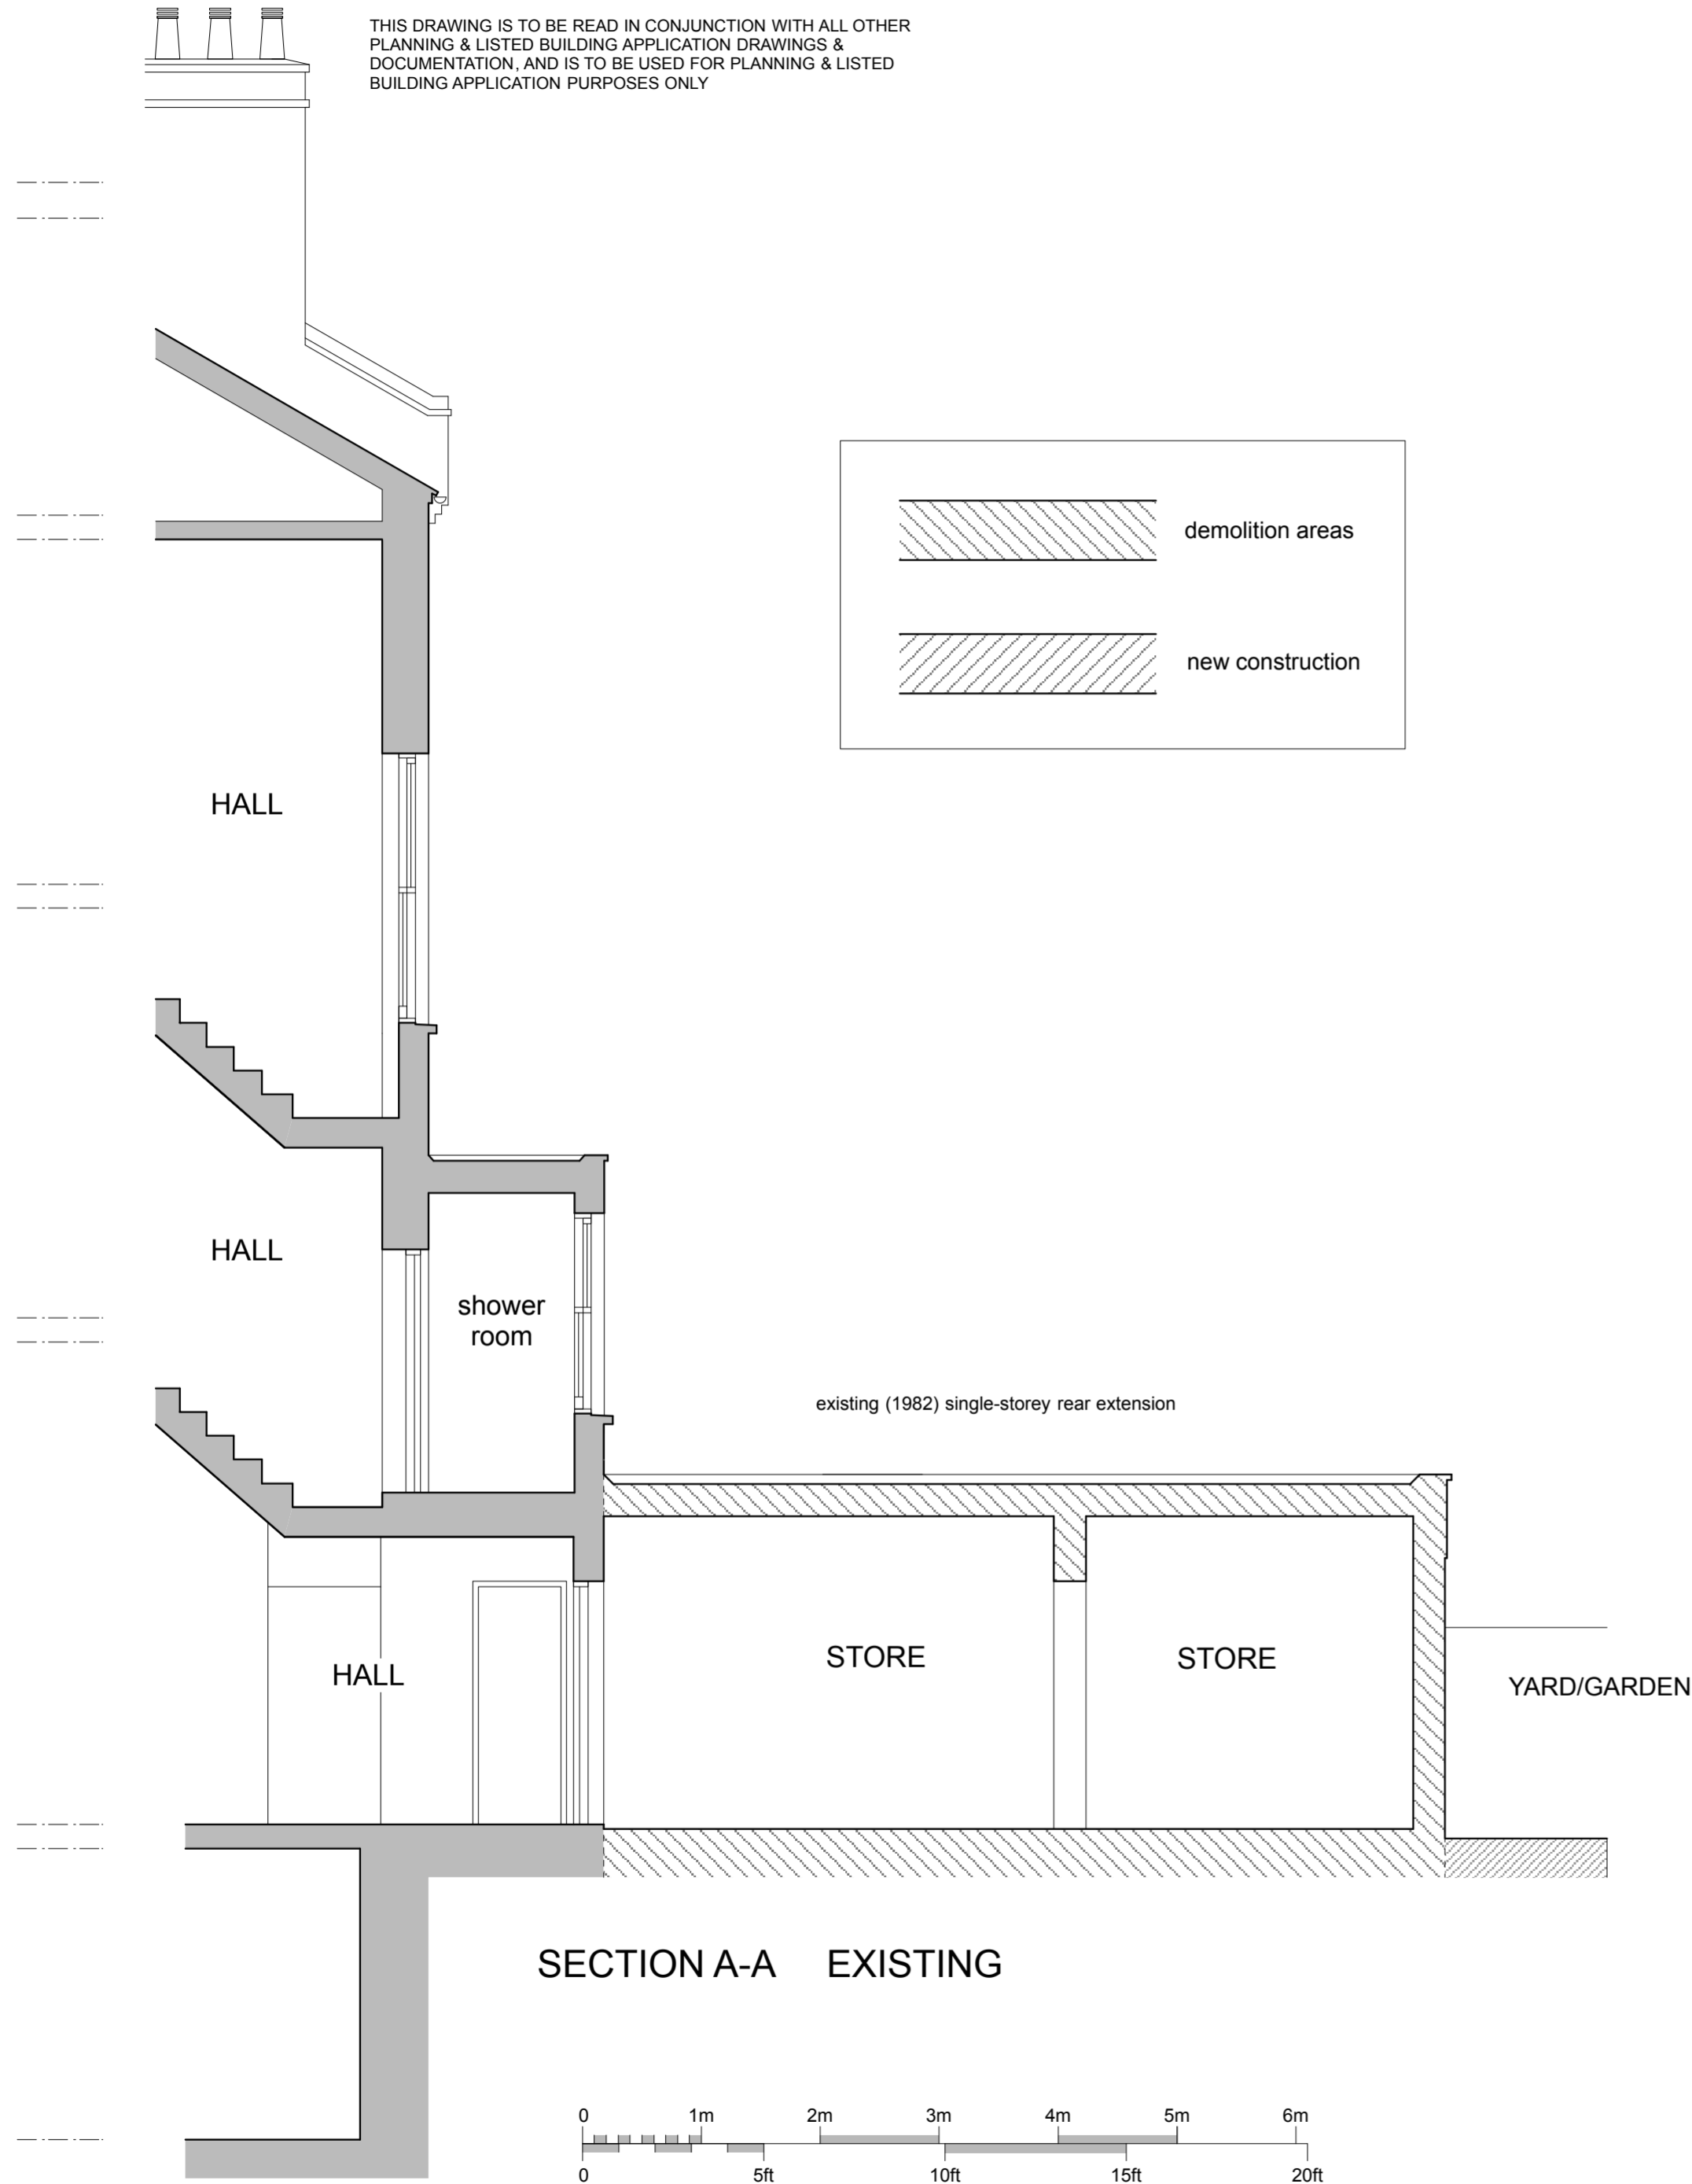 THIS DRAWING IS TO BE READ IN CONJUNCTION WITH ALL OTHER
PLANNING & LISTED BUILDING APPLICATION DRAWINGS &
DOCUMENTATION, AND IS TO BE USED FOR PLANNING & LISTED
BUILDING APPLICATION PURPOSES ONLY
demolition areas
new construction
HALL
HALL
shower
room
existing (1982) single-storey rear extension
HALL
STORE
STORE
YARD/GARDEN
SECTION A-A EXISTING
0 1m 2m 3m 4m 5m 6m
0 5ft 10ft 15ft 20ft